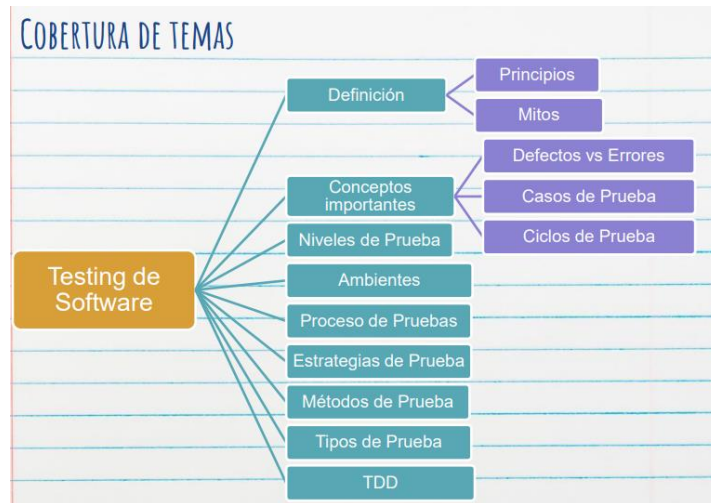 COBERTURA DE TEMAS
Testing de
Software
Definición
Principios
Mitos
Conceptos
importantes
Defectos vs Errores
Casos de Prueba
Ciclos de Prueba
Niveles de Prueba
Ambientes
Proceso de Pruebas
Estrategias de Prueba
Métodos de Prueba
Tipos de Prueba
TDD